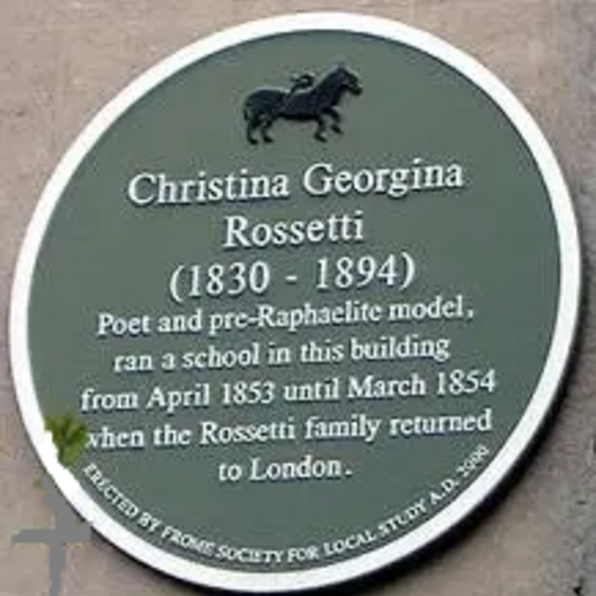 Christina Georgina
Rossetti
(1830 - 1894)
Poet and pre-Raphaelite model,
ran a school in this building
from April 1853 until March 1854
when the Rossetti family returned
to London.
ERECTED BY FROME SOCIETY FOR LOCAL STUDY A.D. 2000